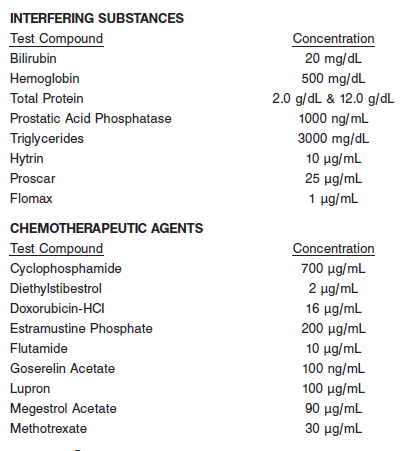 INTERFERING SUBSTANCES
Test Compound Concentration
Bilirubin 20 mg/dL
Hemoglobin 500 mg/dL
Total Protein 2.0 g/dL & 12.0 g/dL
Prostatic Acid Phosphatase 1000 ng/mL
Triglycerides 3000 mg/dL
Hytrin 10 µg/mL
Proscar 25 µg/mL
Flomax 1 µg/mL
CHEMOTHERAPEUTIC AGENTS
Test Compound Concentration
Cyclophosphamide 700 µg/mL
Diethylstibestrol 2 µg/mL
Doxorubicin-HCl 16 µg/mL
Estramustine Phosphate 200 µg/mL
Flutamide 10 µg/mL
Goserelin Acetate 100 ng/mL
Lupron 100 µg/mL
Megestrol Acetate 90 µg/mL
Methotrexate 30 µg/mL